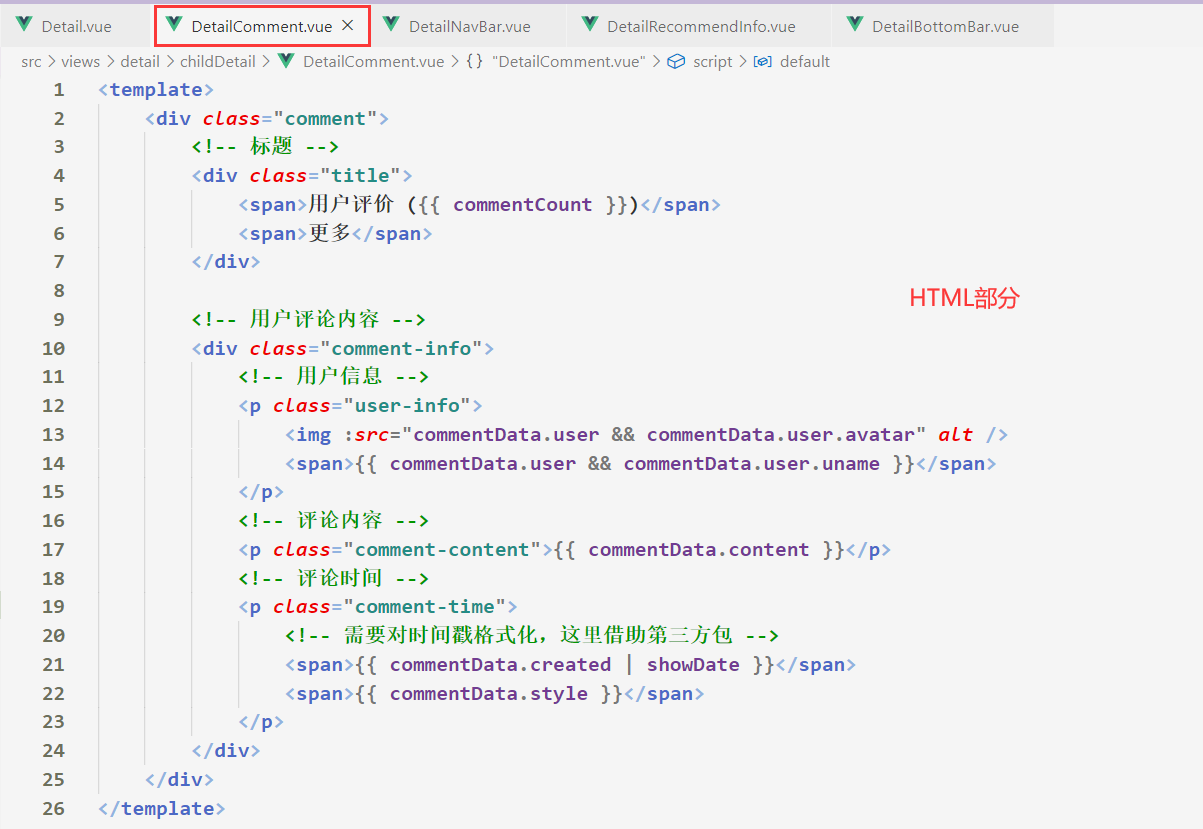 Detail.vue DetailComment.vue DetailNavBar.vue DetailRecommendInfo.vue DetailBottomBar.vue
src > views > detail > childDetail > DetailComment.vue > {} "DetailComment.vue" > script > default
1 <template>
2 <div class="comment">
3 <!-- 标题 -->
4 <div class="title">
5 <span>用户评价 ({{ commentCount }})</span>
6 <span>更多</span>
7 </div>
8
HTML部分
9 <!-- 用户评论内容 -->
10 <div class="comment-info">
11 <!-- 用户信息 -->
12 <p class="user-info">
13 <img :src="commentData.user && commentData.user.avatar" alt />
14 <span>{{ commentData.user && commentData.user.uname }}</span>
15 </p>
16 <!-- 评论内容 -->
17 <p class="comment-content">{{ commentData.content }}</p>
18 <!-- 评论时间 -->
19 <p class="comment-time">
20 <!-- 需要对时间戳格式化，这里借助第三方包 -->
21 <span>{{ commentData.created | showDate }}</span>
22 <span>{{ commentData.style }}</span>
23 </p>
24 </div>
25 </div>
26 </template>